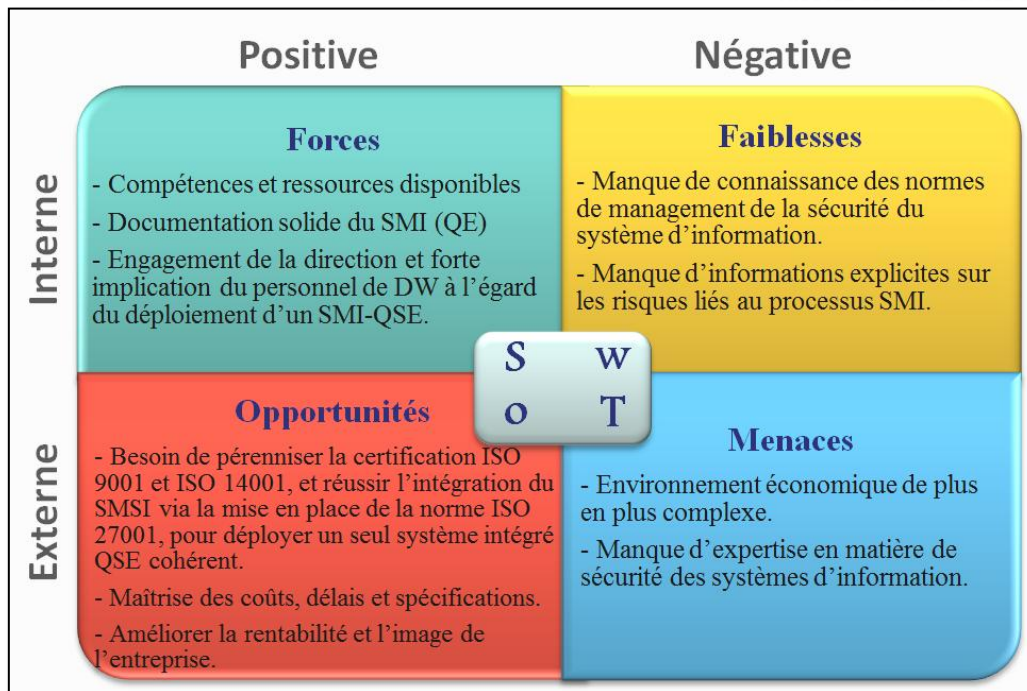 Positive
Négative
Interne
Forces
- Compétences et ressources disponibles
- Documentation solide du SMI (QE)
- Engagement de la direction et forte
implication du personnel de DW à l’égard
du déploiement d’un SMI-QSE.
Faiblesses
- Manque de connaissance des normes
de management de la sécurité du
système d’information.
- Manque d’informations explicites sur
les risques liés au processus SMI.
S w
o T
Externe
Opportunités
- Besoin de pérenniser la certification ISO
9001 et ISO 14001, et réussir l’intégration du
SMSI via la mise en place de la norme ISO
27001, pour déployer un seul système intégré
QSE cohérent.
- Maîtrise des coûts, délais et spécifications.
- Améliorer la rentabilité et l’image de
l’entreprise.
Menaces
- Environnement économique de plus
en plus complexe.
- Manque d’expertise en matière de
sécurité des systèmes d’information.